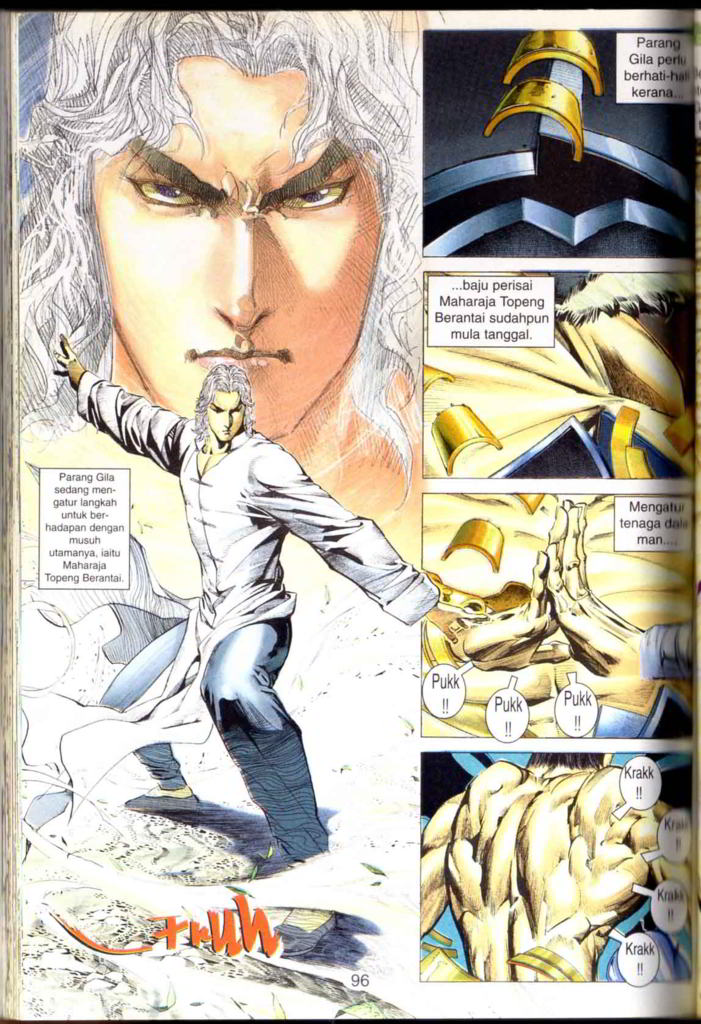 Parang Gila
sedang men-
gatur langkah
untuk ber-
hadapan dengan
musuh
utamanya, iaitu
Maharaja
Topeng Berantai.
Parang
Gila perlu
berhati-hati
kerana...
...baju perisai
Maharaja Topeng
Berantai sudahpun
mula tanggal.
Mengatur
tenaga dala
man....
Pukk
!!
Pukk
!!
Pukk
!!
Krakk
!!
Krakk
!!
Krakk
!!
Krakk
!!
96